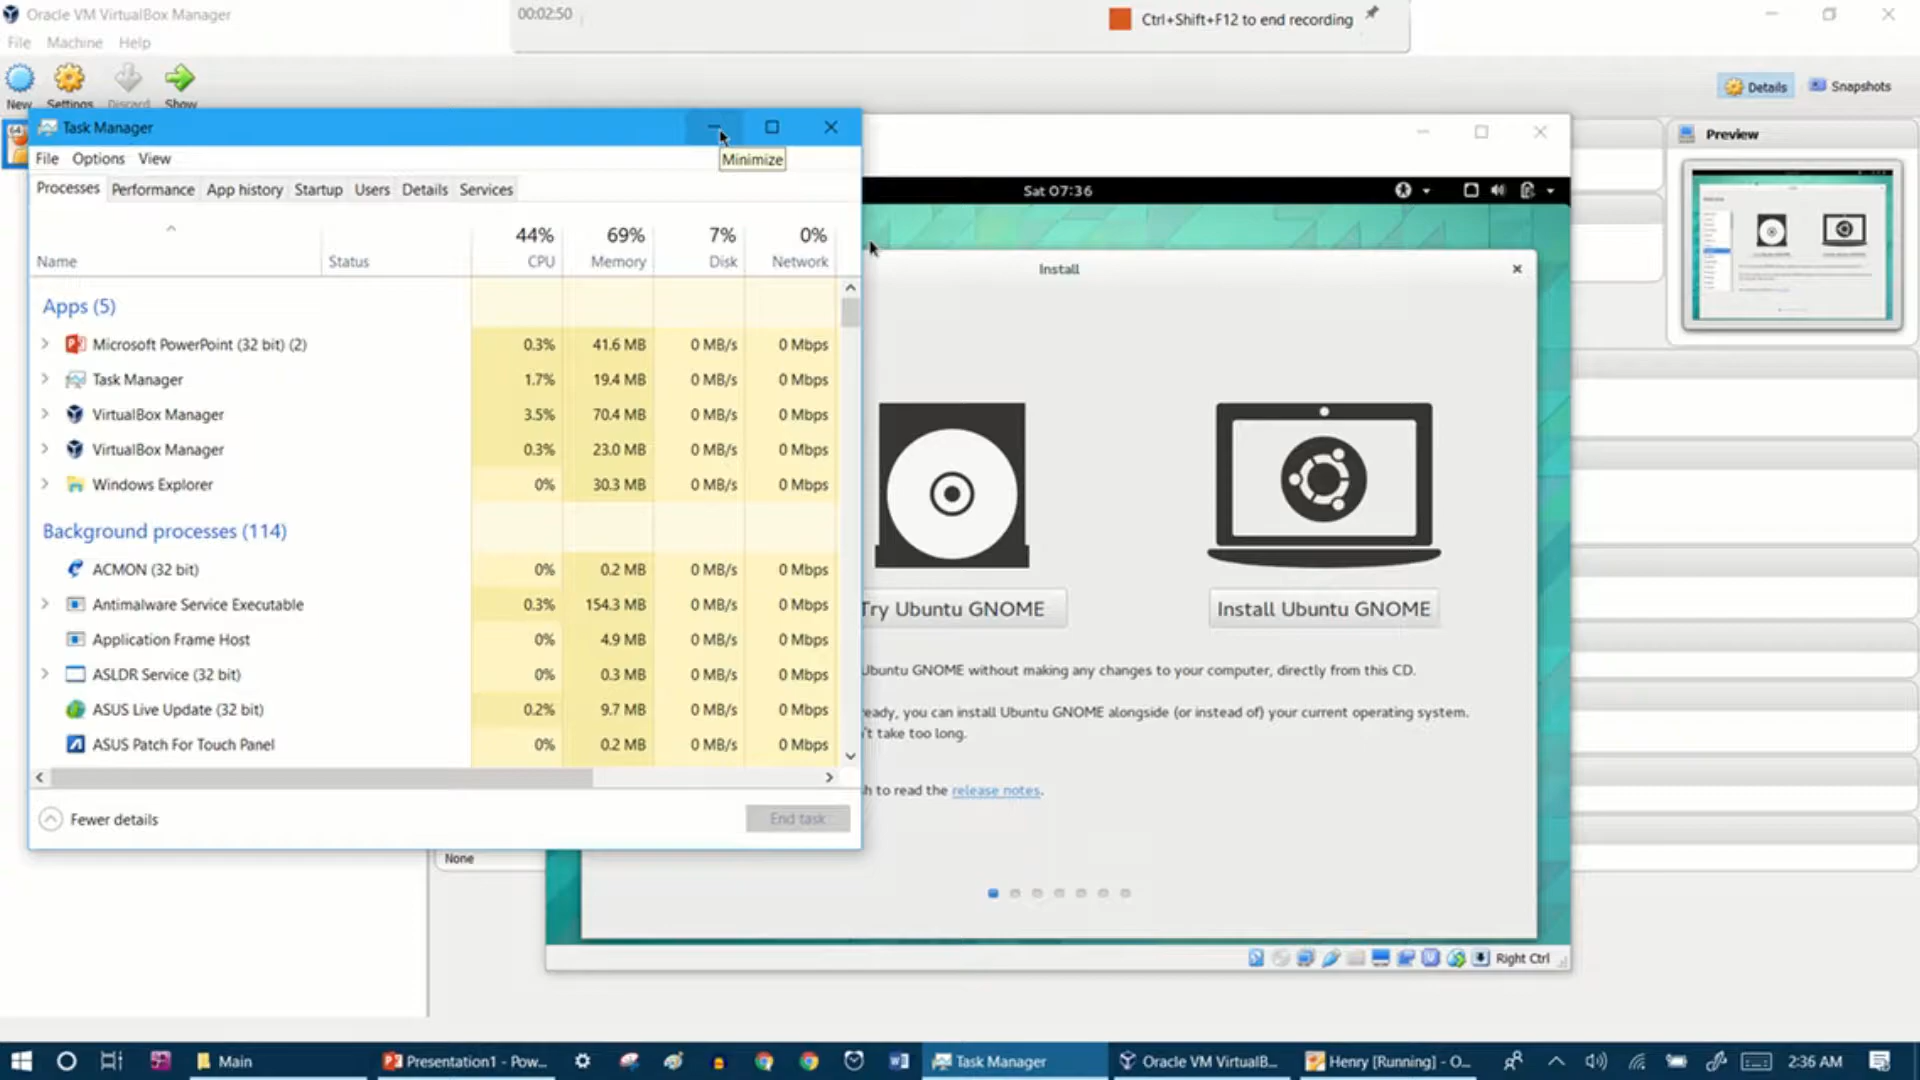 Oracle VM VirtualBox Manager
00:02:50
Ctrl+Shift+F12 to end recording
File Machine Help
New Settings Discard Show
Details Snapshots
Task Manager
Minimize
File Options View
Processes Performance App history Startup Users Details Services
44% 69% 7% 0%
Name Status CPU Memory Disk Network
Apps (5)
Microsoft PowerPoint (32 bit) (2) 0.3% 41.6 MB 0 MB/s 0 Mbps
Task Manager 1.7% 19.4 MB 0 MB/s 0 Mbps
VirtualBox Manager 3.5% 70.4 MB 0 MB/s 0 Mbps
VirtualBox Manager 0.3% 23.0 MB 0 MB/s 0 Mbps
Windows Explorer 0% 30.3 MB 0 MB/s 0 Mbps
Background processes (114)
ACMON (32 bit) 0% 0.2 MB 0 MB/s 0 Mbps
Antimalware Service Executable 0.3% 154.3 MB 0 MB/s 0 Mbps
Application Frame Host 0% 4.9 MB 0 MB/s 0 Mbps
ASLDR Service (32 bit) 0% 0.3 MB 0 MB/s 0 Mbps
ASUS Live Update (32 bit) 0.2% 9.7 MB 0 MB/s 0 Mbps
ASUS Patch For Touch Panel 0% 0.2 MB 0 MB/s 0 Mbps
Fewer details
End task
None
Preview
Sat 07:36
Install
Try Ubuntu GNOME
Install Ubuntu GNOME
Ubuntu GNOME without making any changes to your computer, directly from this CD.
eady, you can install Ubuntu GNOME alongside (or instead of) your current operating system.
't take too long.
h to read the release notes.
Right Ctrl
Main
Presentation1 - Pow...
Task Manager
Oracle VM VirtualB...
Henry [Running] - O...
2:36 AM